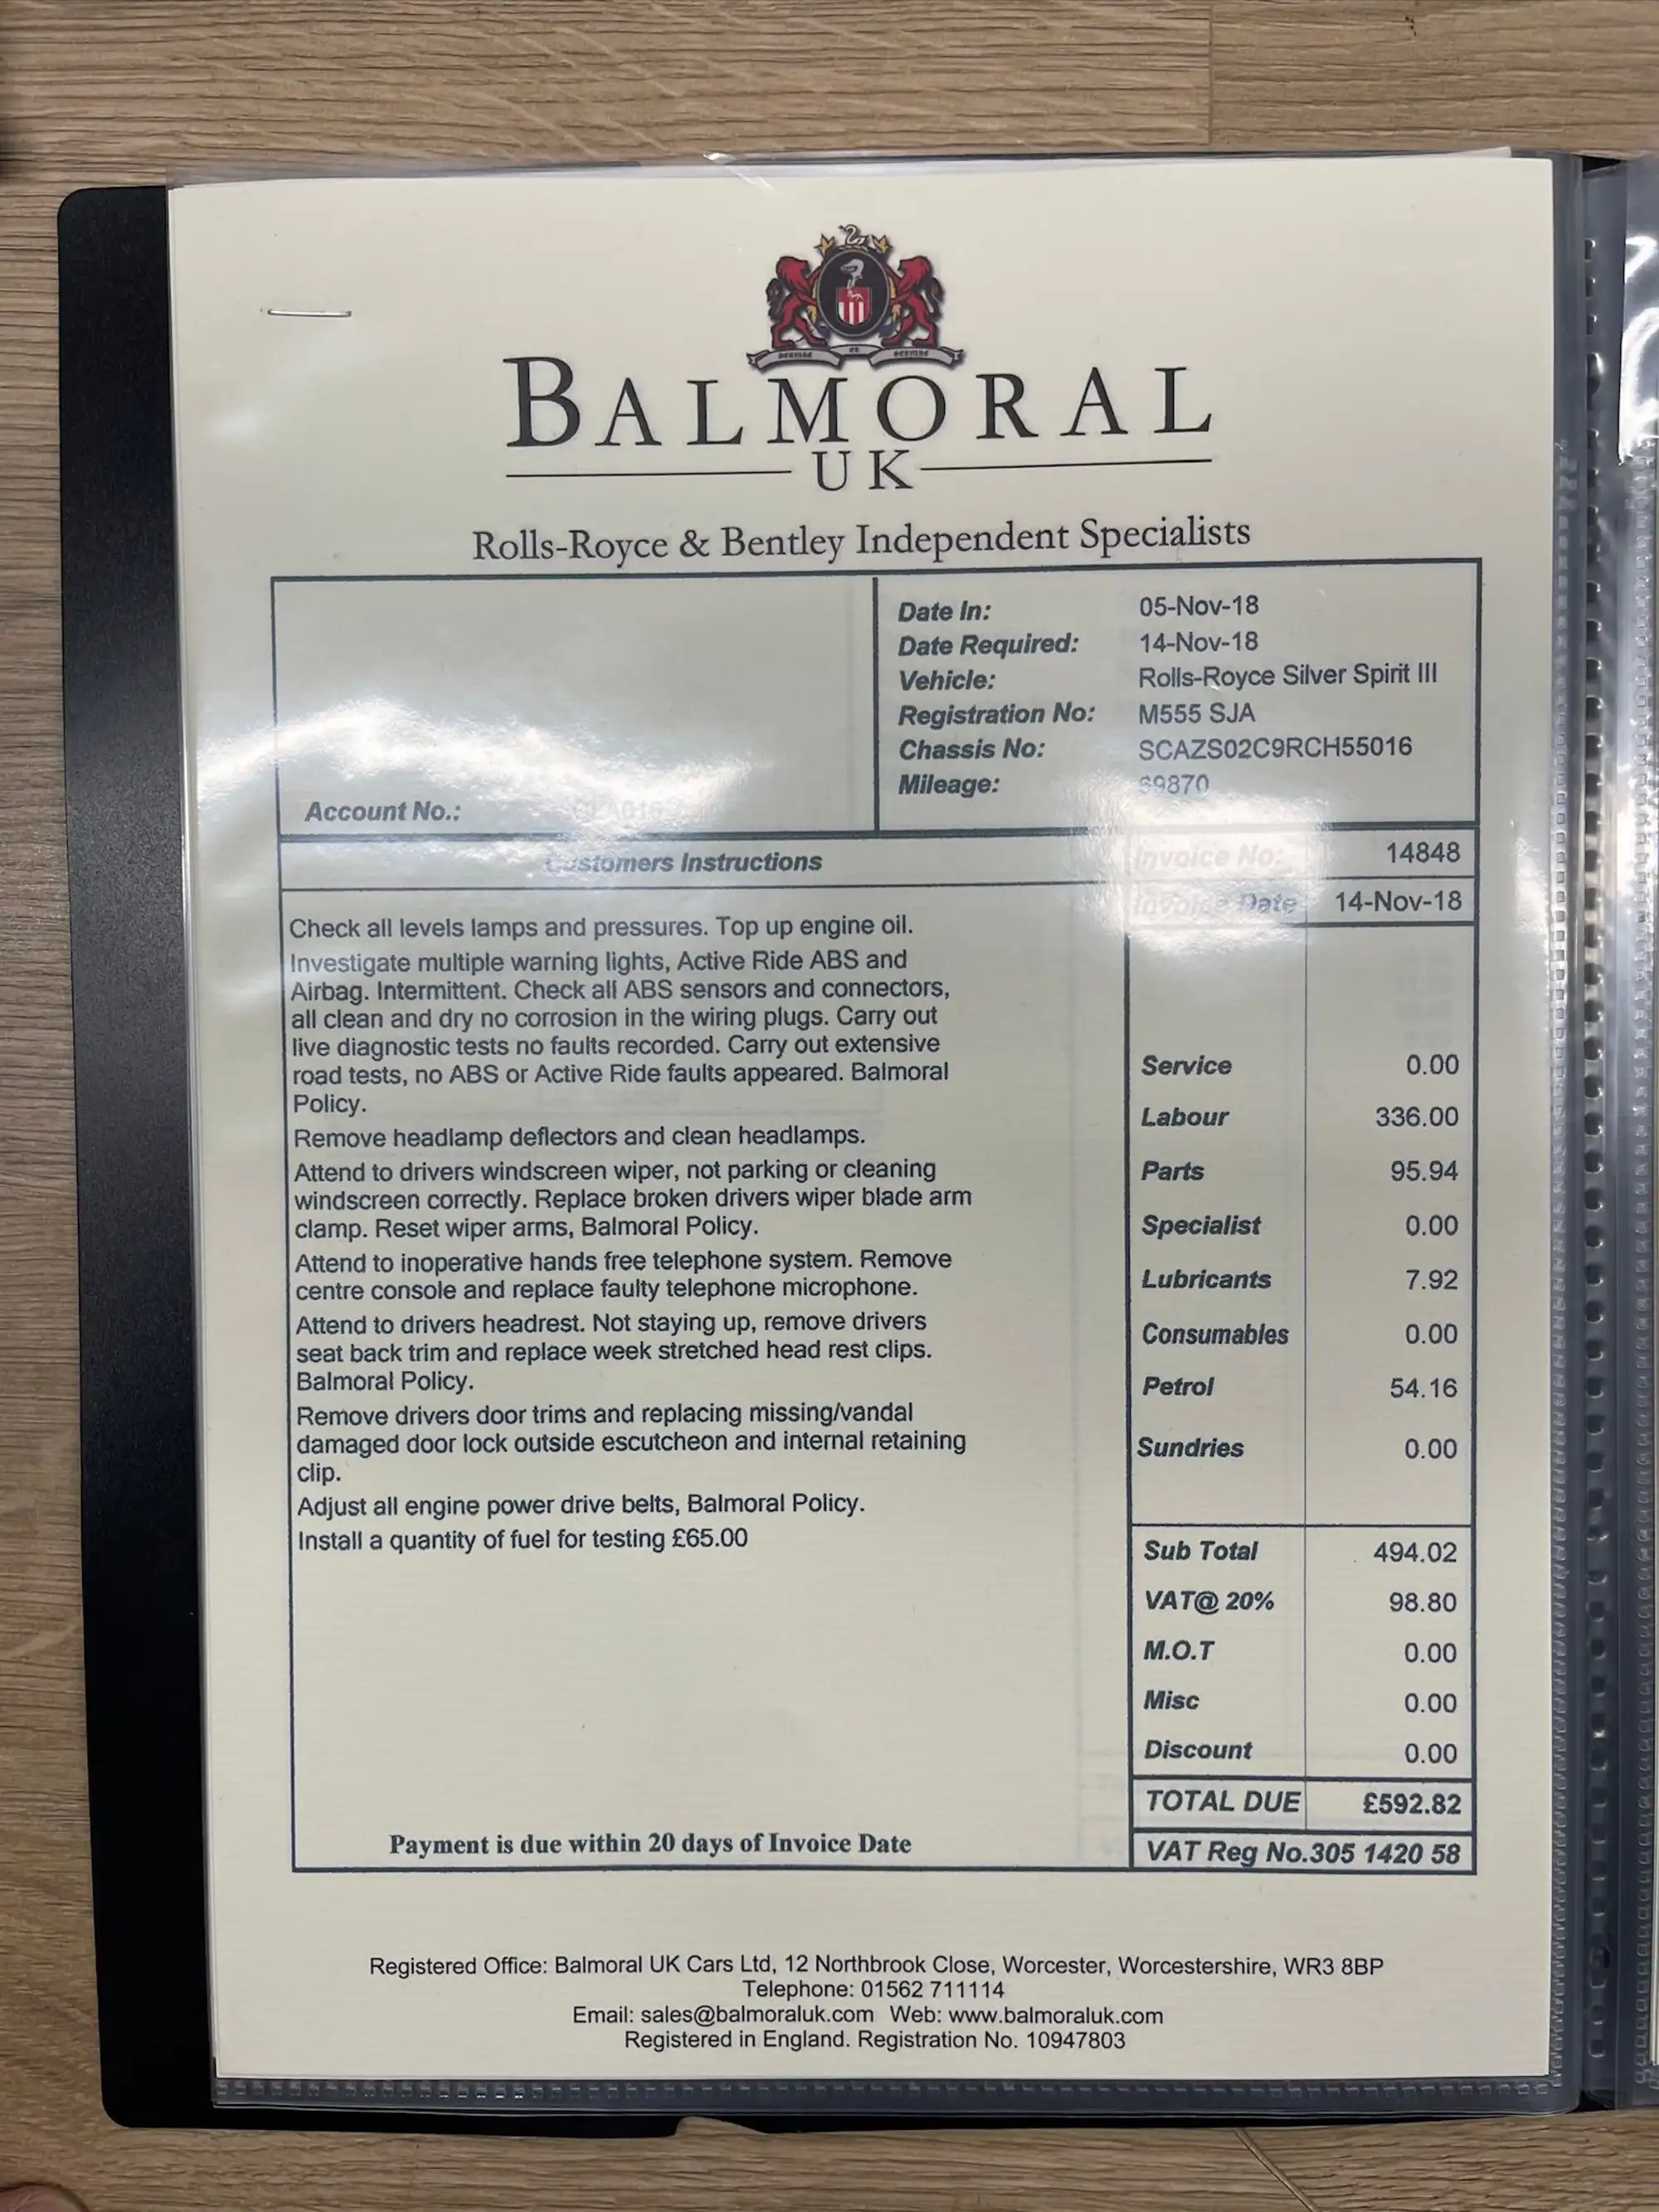 BALMORAL
UK
Rolls-Royce & Bentley Independent Specialists
Date In: 05-Nov-18
Date Required: 14-Nov-18
Vehicle: Rolls-Royce Silver Spirit III
Registration No: M555 SJA
Chassis No: SCAZS02C9RCH55016
Mileage: 69870
Account No.:
Customers Instructions
Invoice No: 14848
Invoice Date 14-Nov-18
Check all levels lamps and pressures. Top up engine oil.
Investigate multiple warning lights, Active Ride ABS and
Airbag. Intermittent. Check all ABS sensors and connectors,
all clean and dry no corrosion in the wiring plugs. Carry out
live diagnostic tests no faults recorded. Carry out extensive
road tests, no ABS or Active Ride faults appeared. Balmoral
Policy.
Remove headlamp deflectors and clean headlamps.
Attend to drivers windscreen wiper, not parking or cleaning
windscreen correctly. Replace broken drivers wiper blade arm
clamp. Reset wiper arms, Balmoral Policy.
Attend to inoperative hands free telephone system. Remove
centre console and replace faulty telephone microphone.
Attend to drivers headrest. Not staying up, remove drivers
seat back trim and replace week stretched head rest clips.
Balmoral Policy.
Remove drivers door trims and replacing missing/vandal
damaged door lock outside escutcheon and internal retaining
clip.
Adjust all engine power drive belts, Balmoral Policy.
Install a quantity of fuel for testing £65.00
Service 0.00
Labour 336.00
Parts 95.94
Specialist 0.00
Lubricants 7.92
Consumables 0.00
Petrol 54.16
Sundries 0.00
Sub Total 494.02
VAT@ 20% 98.80
M.O.T 0.00
Misc 0.00
Discount 0.00
TOTAL DUE £592.82
Payment is due within 20 days of Invoice Date
VAT Reg No.305 1420 58
Registered Office: Balmoral UK Cars Ltd, 12 Northbrook Close, Worcester, Worcestershire, WR3 8BP
Telephone: 01562 711114
Email: sales@balmoraluk.com Web: www.balmoraluk.com
Registered in England. Registration No. 10947803